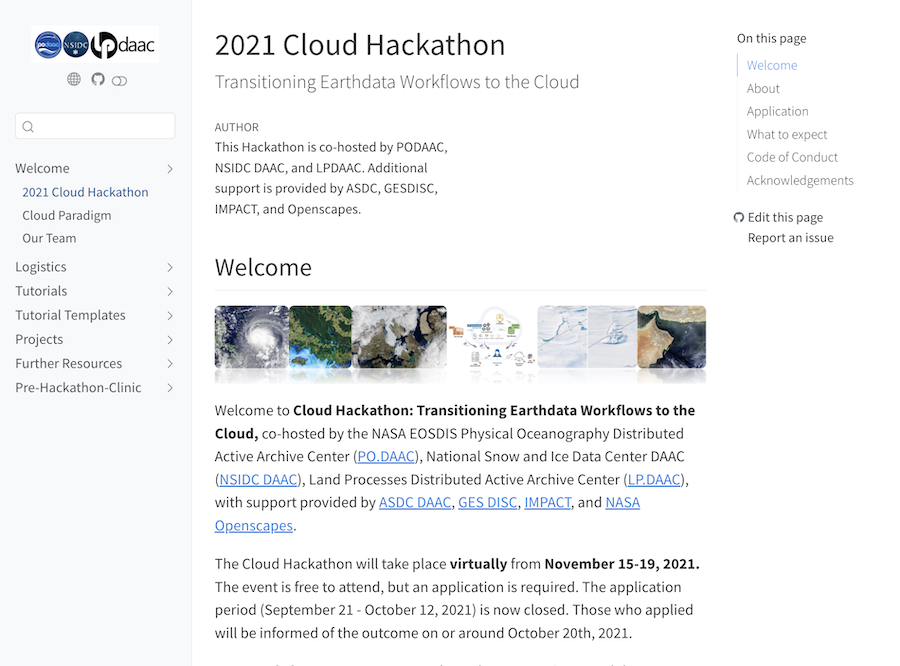 po.daac NSIDC lp daac
Welcome
2021 Cloud Hackathon
Cloud Paradigm
Our Team
Logistics
Tutorials
Tutorial Templates
Projects
Further Resources
Pre-Hackathon-Clinic
2021 Cloud Hackathon
Transitioning Earthdata Workflows to the Cloud
AUTHOR
This Hackathon is co-hosted by PODAAC,
NSIDC DAAC, and LPDAAC. Additional
support is provided by ASDC, GESDISC,
IMPACT, and Openscapes.
Welcome
Welcome to Cloud Hackathon: Transitioning Earthdata Workflows to the
Cloud, co-hosted by the NASA EOSDIS Physical Oceanography Distributed
Active Archive Center (PO.DAAC), National Snow and Ice Data Center DAAC
(NSIDC DAAC), Land Processes Distributed Active Archive Center (LP.DAAC),
with support provided by ASDC DAAC, GES DISC, IMPACT, and NASA
Openscapes.
The Cloud Hackathon will take place virtually from November 15-19, 2021.
The event is free to attend, but an application is required. The application
period (September 21 - October 12, 2021) is now closed. Those who applied
will be informed of the outcome on or around October 20th, 2021.
On this page
Welcome
About
Application
What to expect
Code of Conduct
Acknowledgements
Edit this page
Report an issue